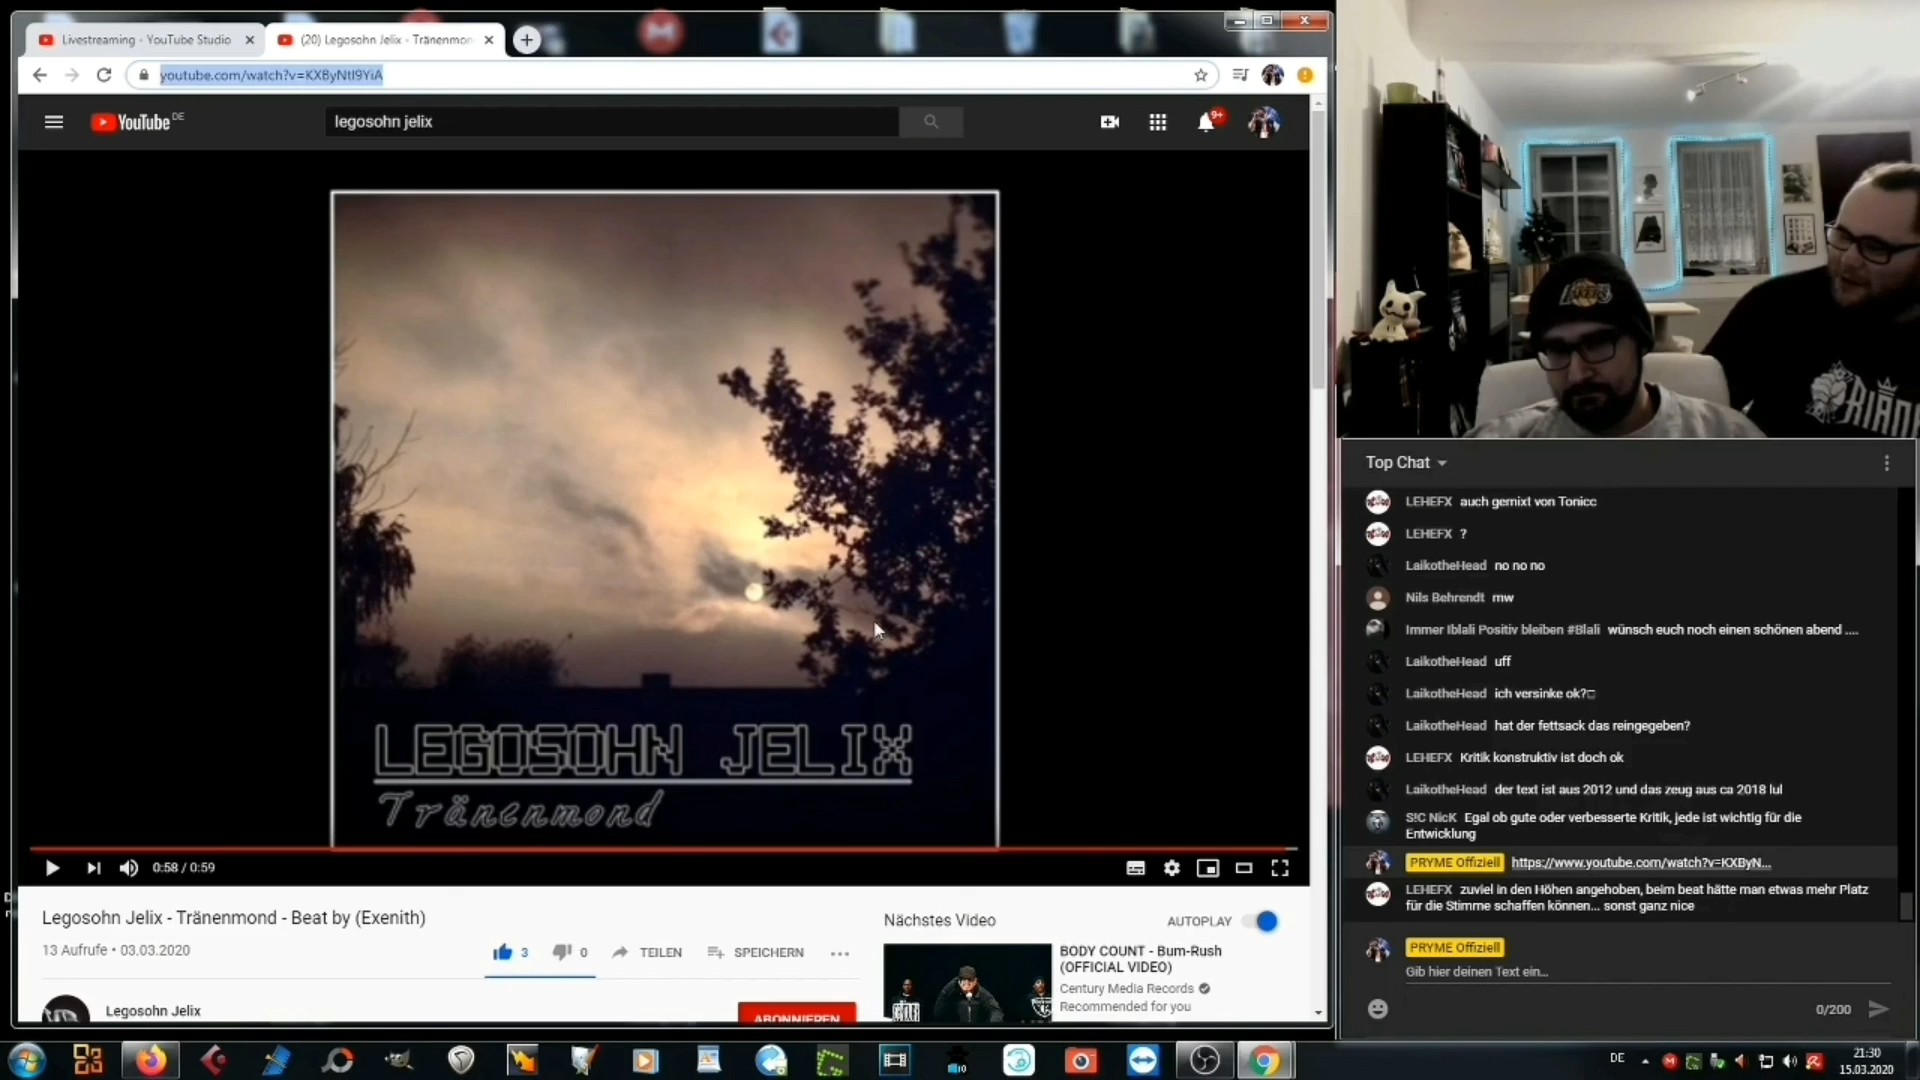 Livestreaming - YouTube Studio
(20) Legosohn Jelix - Tränenmon
youtube.com/watch?v=KXByNtI9YiA
YouTube DE
legosohn jelix
9+
LEGOSOHN JELIX
Tränenmond
0:58 / 0:59
Legosohn Jelix - Tränenmond - Beat by (Exenith)
13 Aufrufe • 03.03.2020
3
0
TEILEN
SPEICHERN
Legosohn Jelix
ABONNIEREN
Nächstes Video
AUTOPLAY
BODY COUNT - Bum-Rush
(OFFICIAL VIDEO)
Century Media Records
Recommended for you
LAKERS
Top Chat
LEHEFX auch gemixt von Tonicc
LEHEFX ?
LaikotheHead no no no
Nils Behrendt mw
Immer Iblali Positiv bleiben #Blali wünsch euch noch einen schönen abend ....
LaikotheHead uff
LaikotheHead ich versinke ok?
LaikotheHead hat der fettsack das reingegeben?
LEHEFX Kritik konstruktiv ist doch ok
LaikotheHead der text ist aus 2012 und das zeug aus ca 2018 lul
S!C NicK Egal ob gute oder verbesserte Kritik, jede ist wichtig für die
Entwicklung
PRYME Offiziell https://www.youtube.com/watch?v=KXByN...
LEHEFX zuviel in den Höhen angehoben, beim beat hätte man etwas mehr Platz
für die Stimme schaffen können... sonst ganz nice
PRYME Offiziell
Gib hier deinen Text ein...
0/200
DE
21:30
15.03.2020